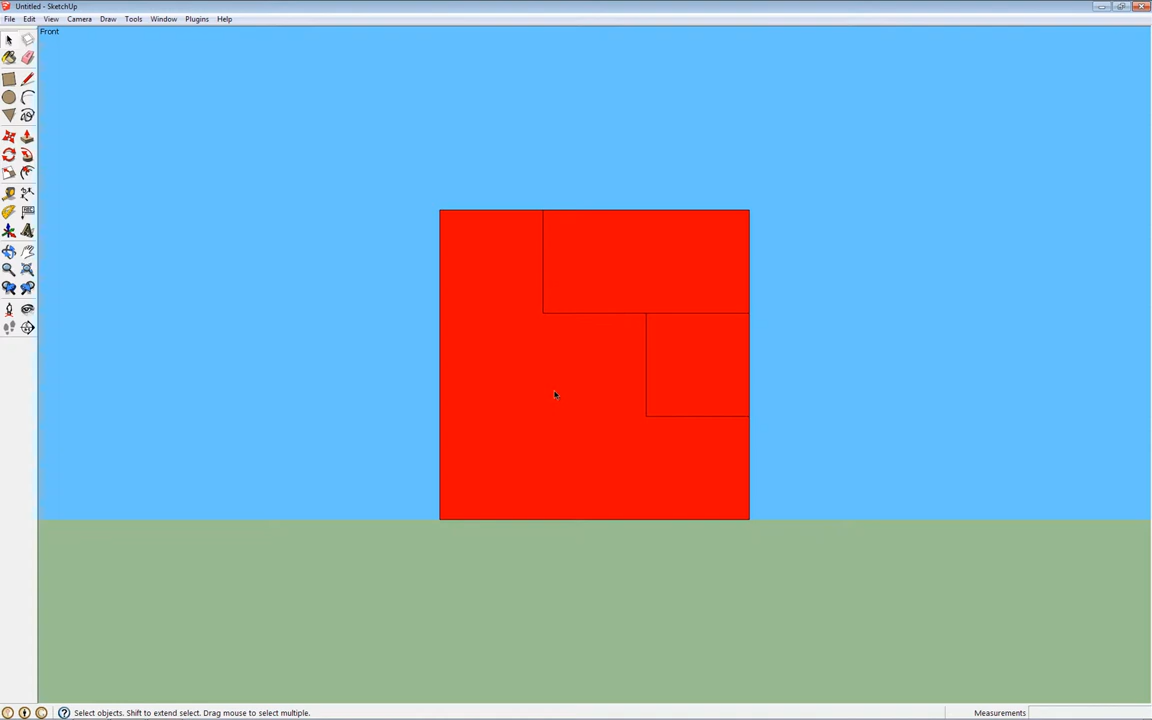 Untitled - SketchUp
File Edit View Camera Draw Tools Window Plugins Help
Front
Select objects. Shift to extend select. Drag mouse to select multiple.
Measurements